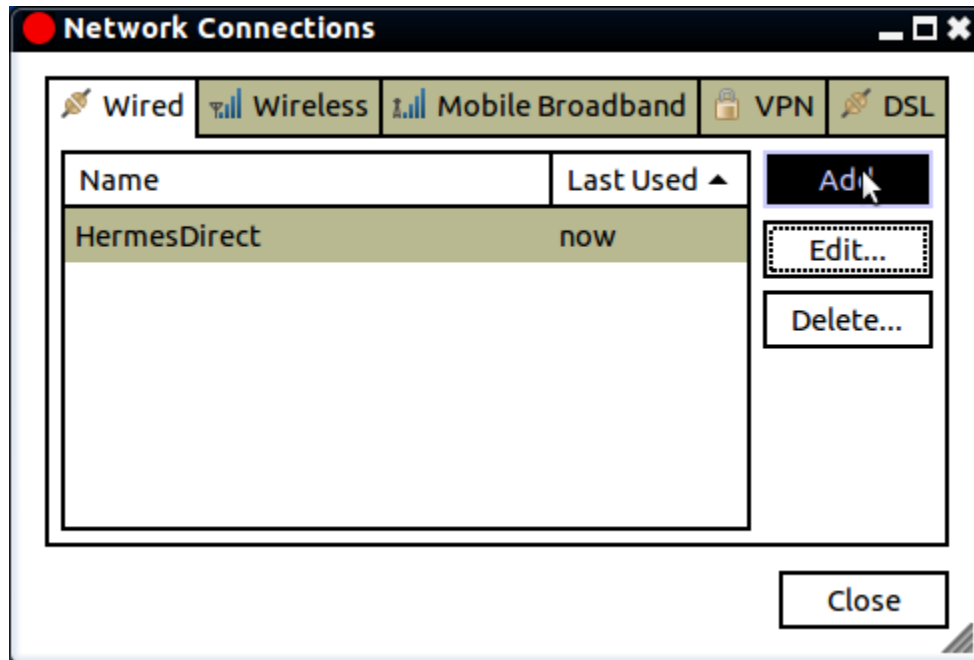 Network Connections
Wired Wireless Mobile Broadband VPN DSL
Name Last Used Add
HermesDirect now Edit...
Delete...
Close